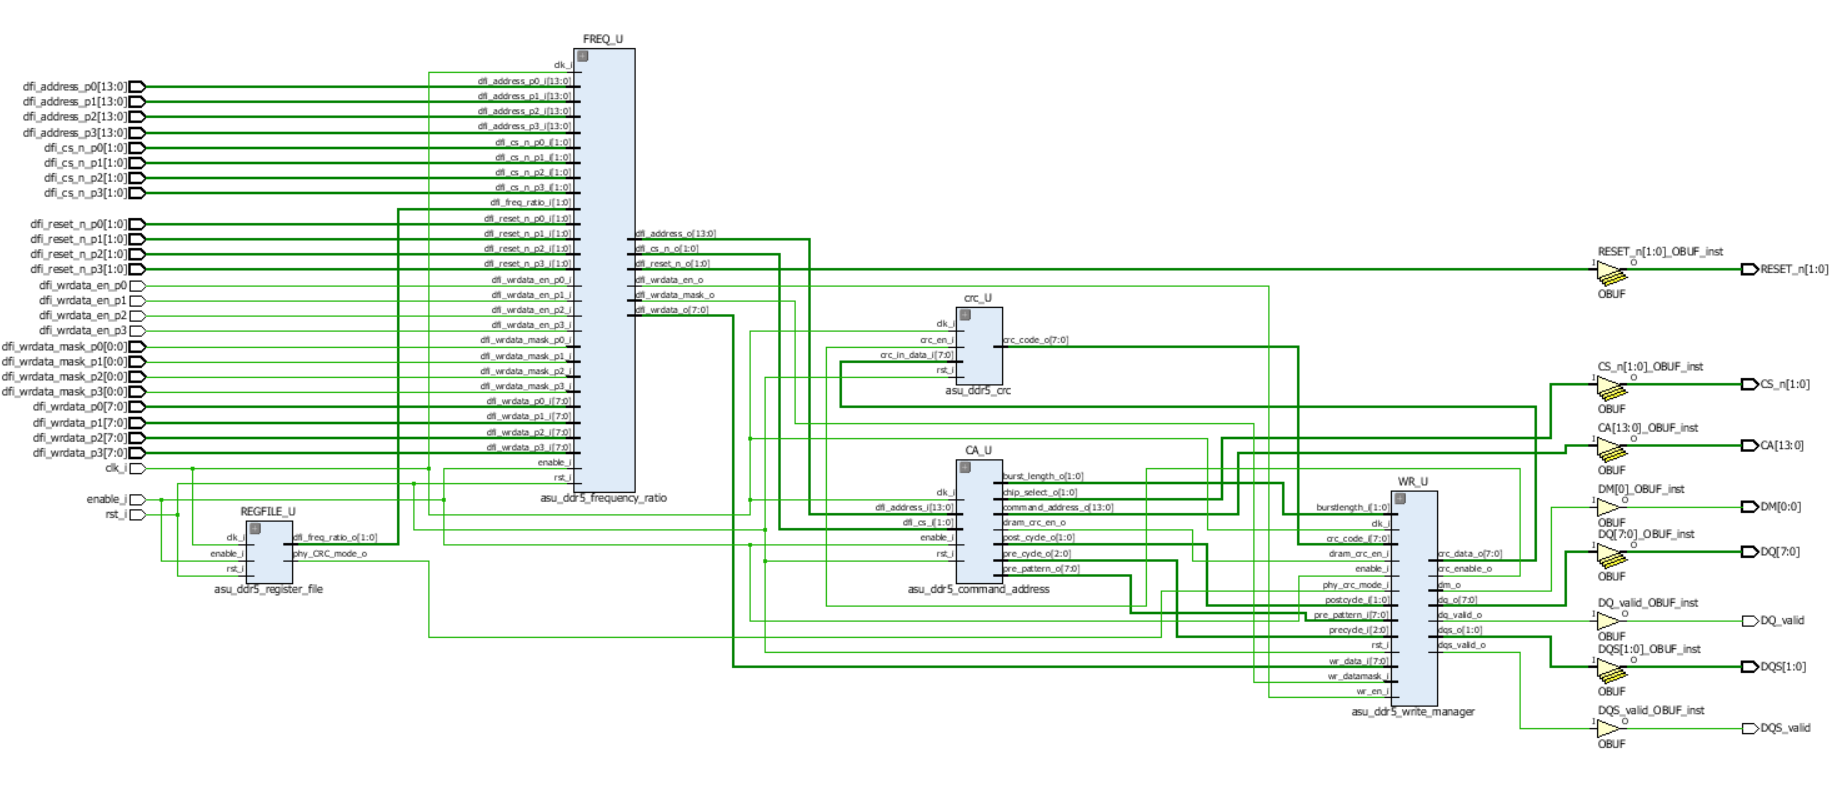 FREQ_U
clk_i
dfi_address_p0[13:0]
dfi_address_p0_i[13:0]
dfi_address_p1[13:0]
dfi_address_p1_i[13:0]
dfi_address_p2[13:0]
dfi_address_p2_i[13:0]
dfi_address_p3[13:0]
dfi_address_p3_i[13:0]
dfi_cs_n_p0[1:0]
dfi_cs_n_p0_i[1:0]
dfi_cs_n_p1[1:0]
dfi_cs_n_p1_i[1:0]
dfi_cs_n_p2[1:0]
dfi_cs_n_p2_i[1:0]
dfi_cs_n_p3[1:0]
dfi_cs_n_p3_i[1:0]
dfi_freq_ratio_i[1:0]
dfi_reset_n_p0[1:0]
dfi_reset_n_p0_i[1:0]
dfi_reset_n_p1[1:0]
dfi_reset_n_p1_i[1:0]
dfi_reset_n_p2[1:0]
dfi_reset_n_p2_i[1:0]
dfi_reset_n_p3[1:0]
dfi_reset_n_p3_i[1:0]
dfi_wrdata_en_p0
dfi_wrdata_en_p0_i
dfi_wrdata_en_p1
dfi_wrdata_en_p1_i
dfi_wrdata_en_p2
dfi_wrdata_en_p2_i
dfi_wrdata_en_p3
dfi_wrdata_en_p3_i
dfi_wrdata_mask_p0[0:0]
dfi_wrdata_mask_p0_i
dfi_wrdata_mask_p1[0:0]
dfi_wrdata_mask_p1_i
dfi_wrdata_mask_p2[0:0]
dfi_wrdata_mask_p2_i
dfi_wrdata_mask_p3[0:0]
dfi_wrdata_mask_p3_i
dfi_wrdata_p0[7:0]
dfi_wrdata_p0_i[7:0]
dfi_wrdata_p1[7:0]
dfi_wrdata_p1_i[7:0]
dfi_wrdata_p2[7:0]
dfi_wrdata_p2_i[7:0]
dfi_wrdata_p3[7:0]
dfi_wrdata_p3_i[7:0]
clk_i
enable_i
rst_i
enable_i
rst_i
dfi_address_o[13:0]
dfi_cs_n_o[1:0]
dfi_reset_n_o[1:0]
dfi_wrdata_en_o
dfi_wrdata_mask_o
dfi_wrdata_o[7:0]
asu_ddr5_frequency_ratio
REGFILE_U
clk_i
enable_i
rst_i
dfi_freq_ratio_o[1:0]
phy_CRC_mode_o
asu_ddr5_register_file
crc_U
clk_i
crc_en_i
crc_in_data_i[7:0]
rst_i
crc_code_o[7:0]
asu_ddr5_crc
CA_U
clk_i
dfi_address_i[13:0]
dfi_cs_i[1:0]
enable_i
rst_i
burst_length_o[1:0]
chip_select_o[1:0]
command_address_o[13:0]
dram_crc_en_o
post_cycle_o[1:0]
pre_cycle_o[2:0]
pre_pattern_o[7:0]
asu_ddr5_command_address
WR_U
burstlength_i[1:0]
clk_i
crc_code_i[7:0]
dram_crc_en_i
enable_i
phy_crc_mode_i
postcycle_i[1:0]
pre_pattern_i[7:0]
precycle_i[2:0]
rst_i
wr_data_i[7:0]
wr_datamask_i
wr_en_i
crc_data_o[7:0]
crc_enable_o
dm_o
dq_o[7:0]
dq_valid_o
dqs_o[1:0]
dqs_valid_o
asu_ddr5_write_manager
RESET_n[1:0]_OBUF_inst
I
O
RESET_n[1:0]
OBUF
CS_n[1:0]_OBUF_inst
I
O
CS_n[1:0]
OBUF
CA[13:0]_OBUF_inst
I
O
CA[13:0]
OBUF
DM[0]_OBUF_inst
I
O
DM[0:0]
OBUF
DQ[7:0]_OBUF_inst
I
O
DQ[7:0]
OBUF
DQ_valid_OBUF_inst
I
O
DQ_valid
OBUF
DQS[1:0]_OBUF_inst
I
O
DQS[1:0]
OBUF
DQS_valid_OBUF_inst
I
O
DQS_valid
OBUF